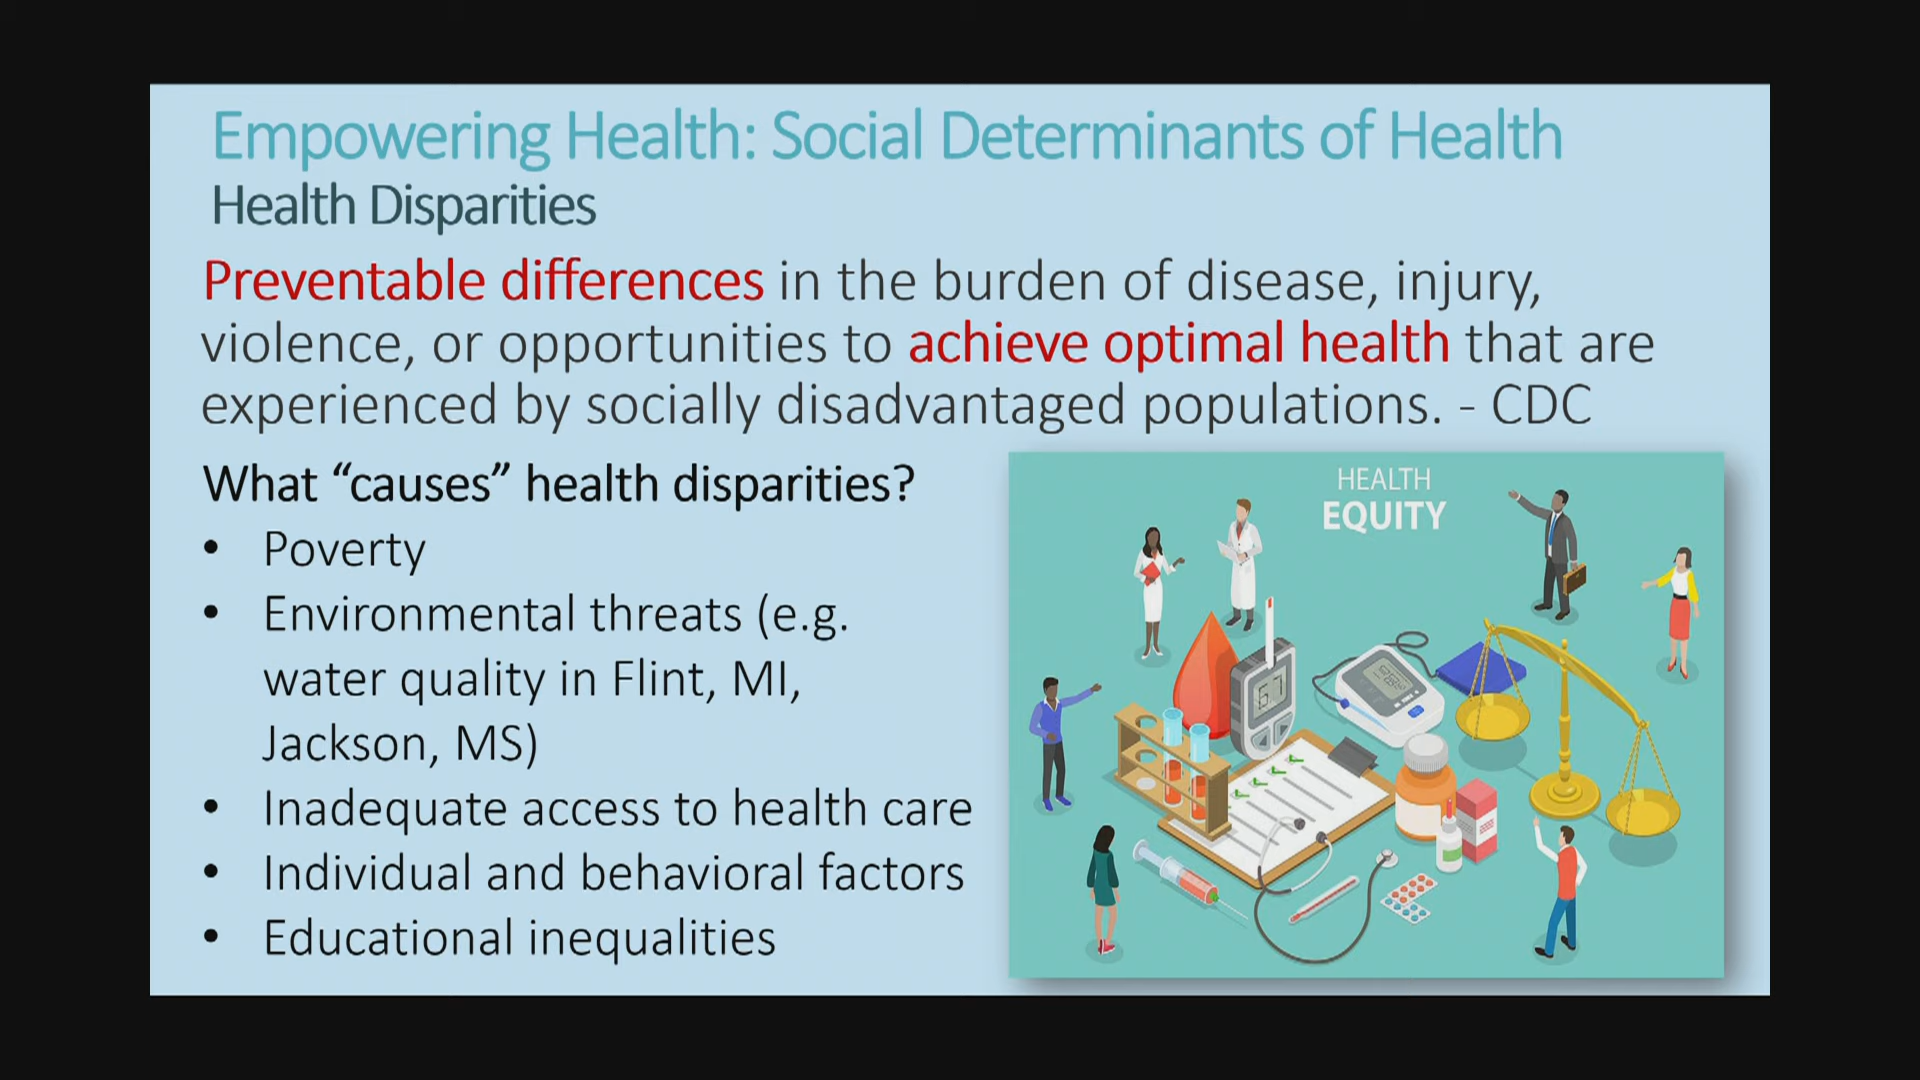 Empowering Health: Social Determinants of Health
Health Disparities
Preventable differences in the burden of disease, injury,
violence, or opportunities to achieve optimal health that are
experienced by socially disadvantaged populations. - CDC
What “causes” health disparities?
• Poverty
• Environmental threats (e.g.
water quality in Flint, MI,
Jackson, MS)
• Inadequate access to health care
• Individual and behavioral factors
• Educational inequalities
HEALTH
EQUITY
6.7